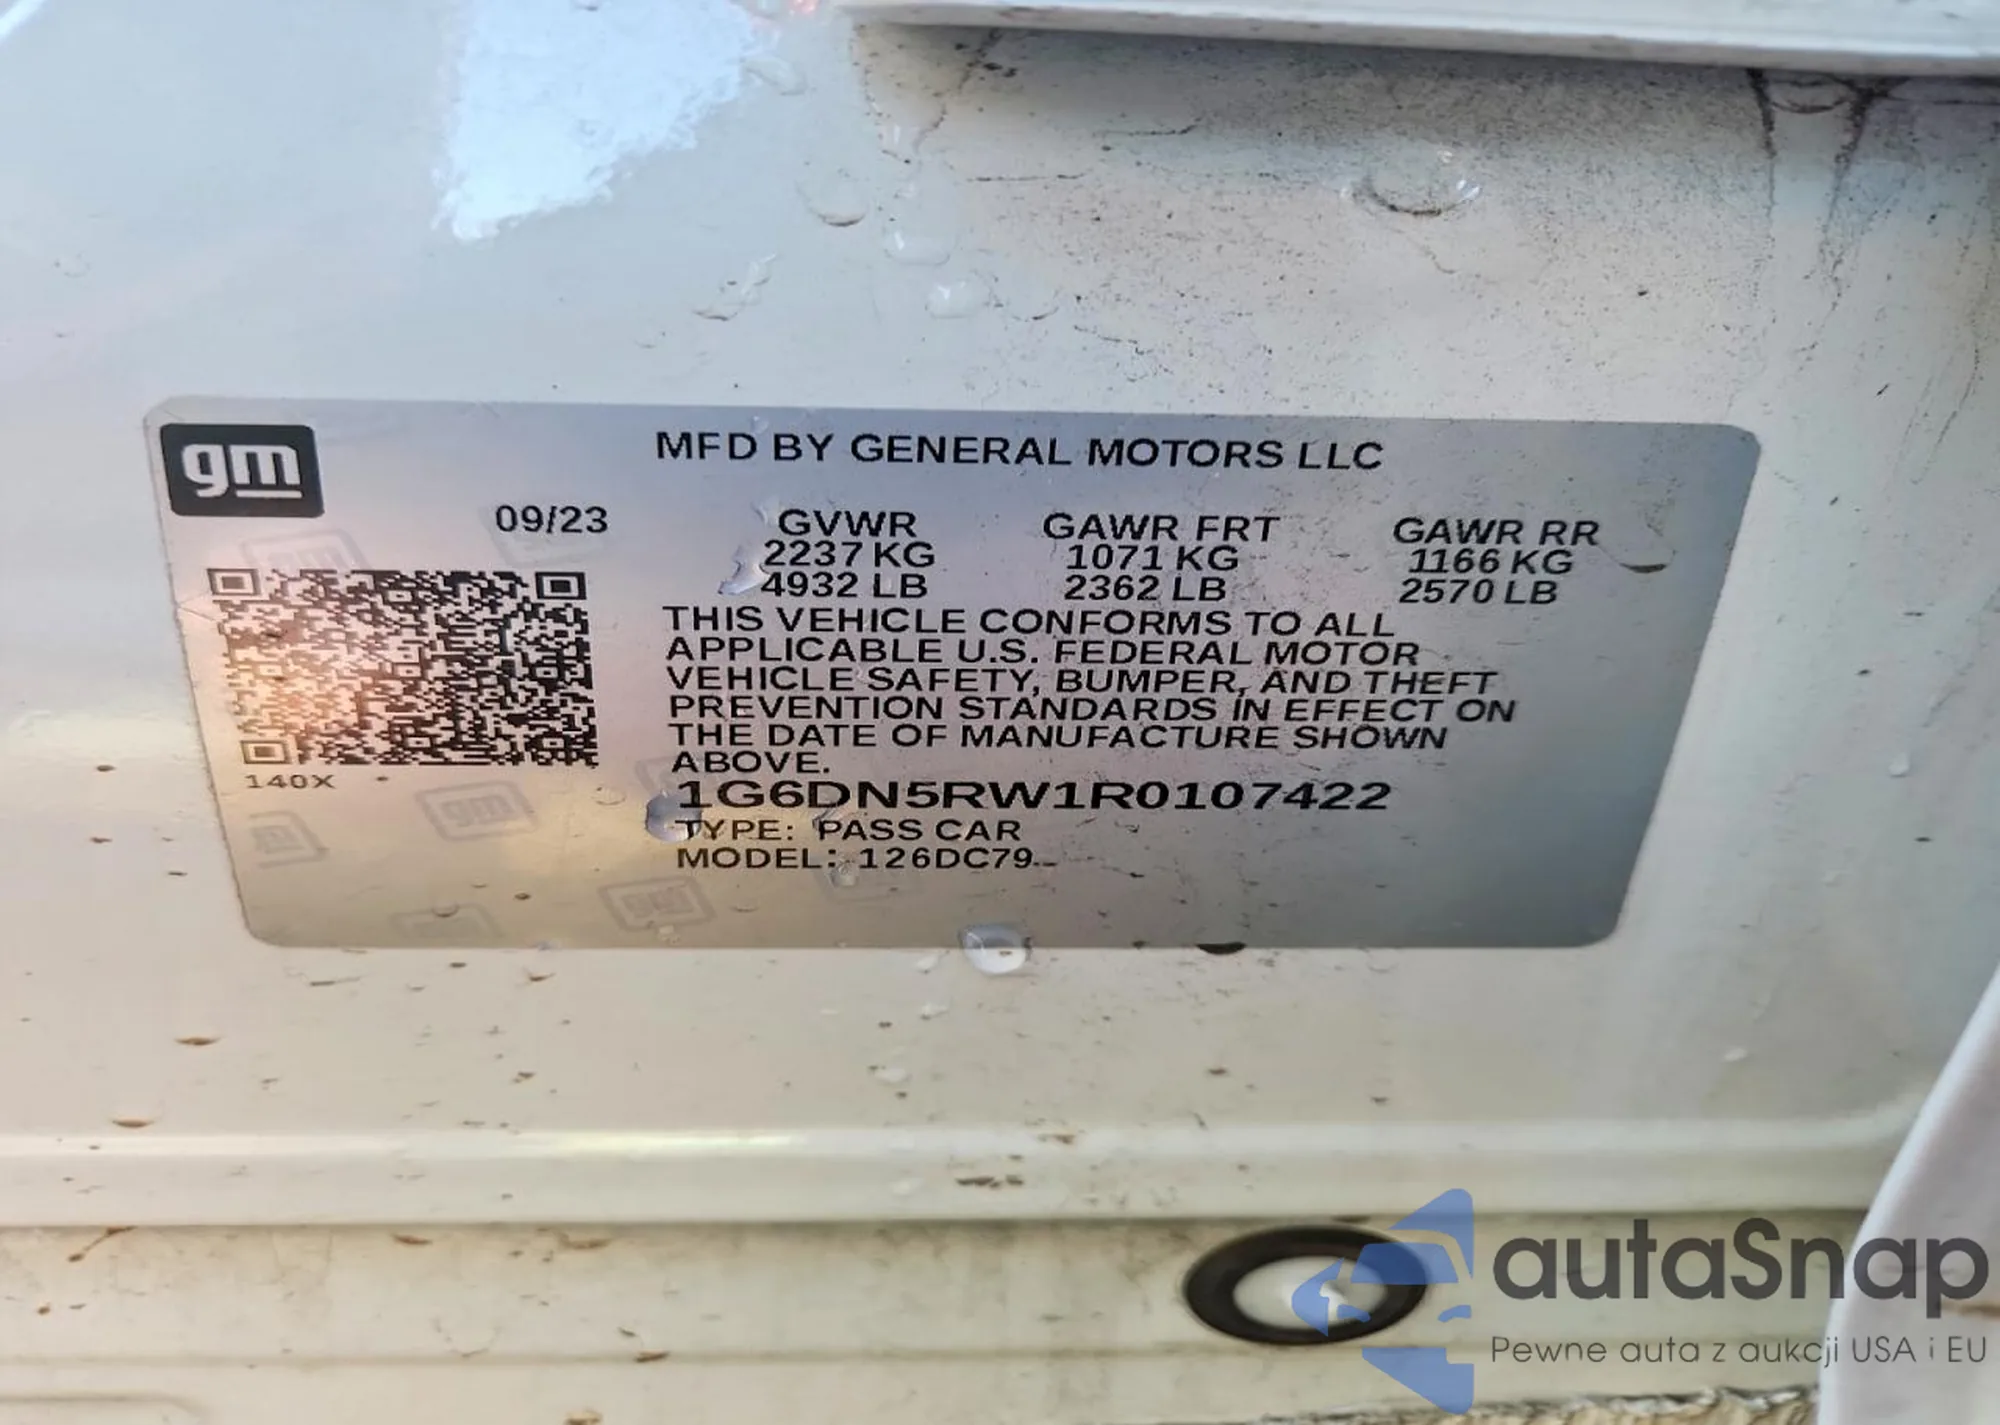 gm
MFD BY GENERAL MOTORS LLC
09/23
GVWR GAWR FRT GAWR RR
2237 KG 1071 KG 1166 KG
4932 LB 2362 LB 2570 LB
THIS VEHICLE CONFORMS TO ALL
APPLICABLE U.S. FEDERAL MOTOR
VEHICLE SAFETY, BUMPER, AND THEFT
PREVENTION STANDARDS IN EFFECT ON
THE DATE OF MANUFACTURE SHOWN
ABOVE.
140X
1G6DN5RW1R0107422
TYPE: PASS CAR
MODEL: 126DC79
autaSnap
Pewne auta z aukcji USA i EU